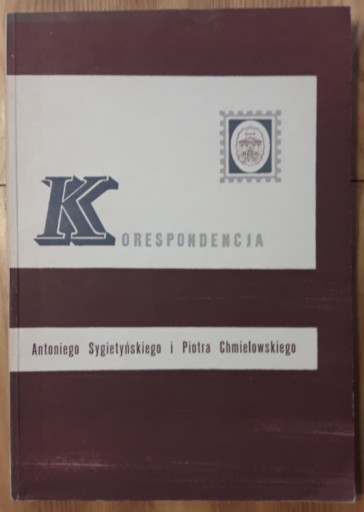 KORESPONDENCJA
Antoniego Sygietyńskiego i Piotra Chmielowskiego